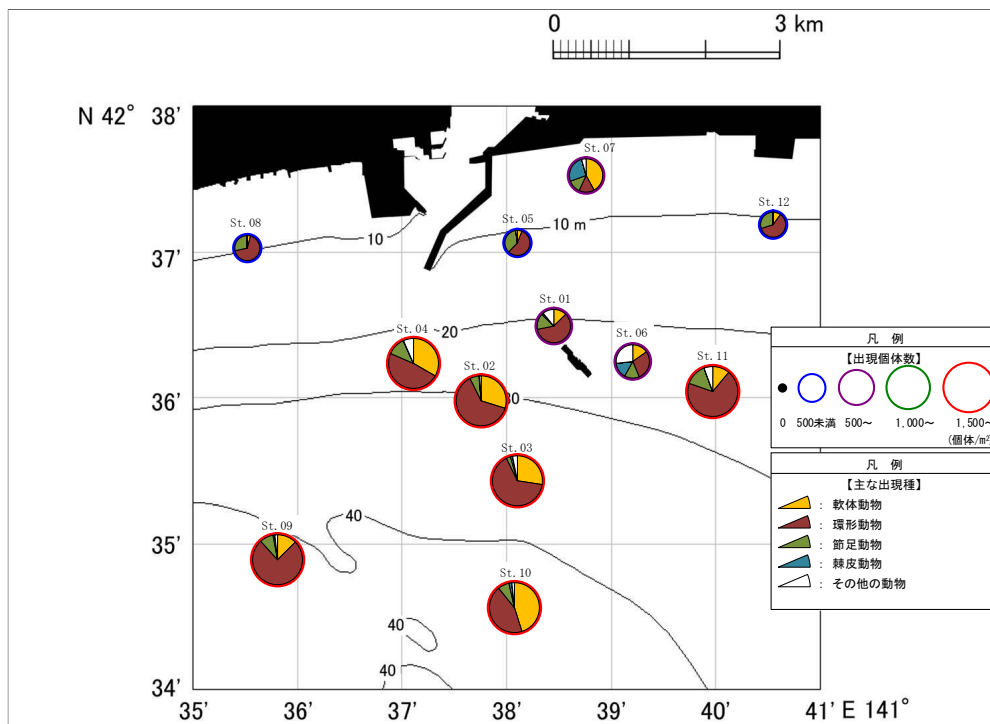 0 3 km
N 42° 38'
St.07
St.12
St.08
St.05
10
10 m
37'
St.01
20
St.04
St.06
St.02
St.11
凡 例
【出現個体数】
0 500未満 500～ 1,000～ 1,500～
(個体/㎡)
36'
30
St.03
凡 例
【主な出現種】
: 軟体動物
: 環形動物
: 節足動物
: 棘皮動物
: その他の動物
40
St.09
35'
St.10
40
40
34'
35' 36' 37' 38' 39' 40' 41' E 141°